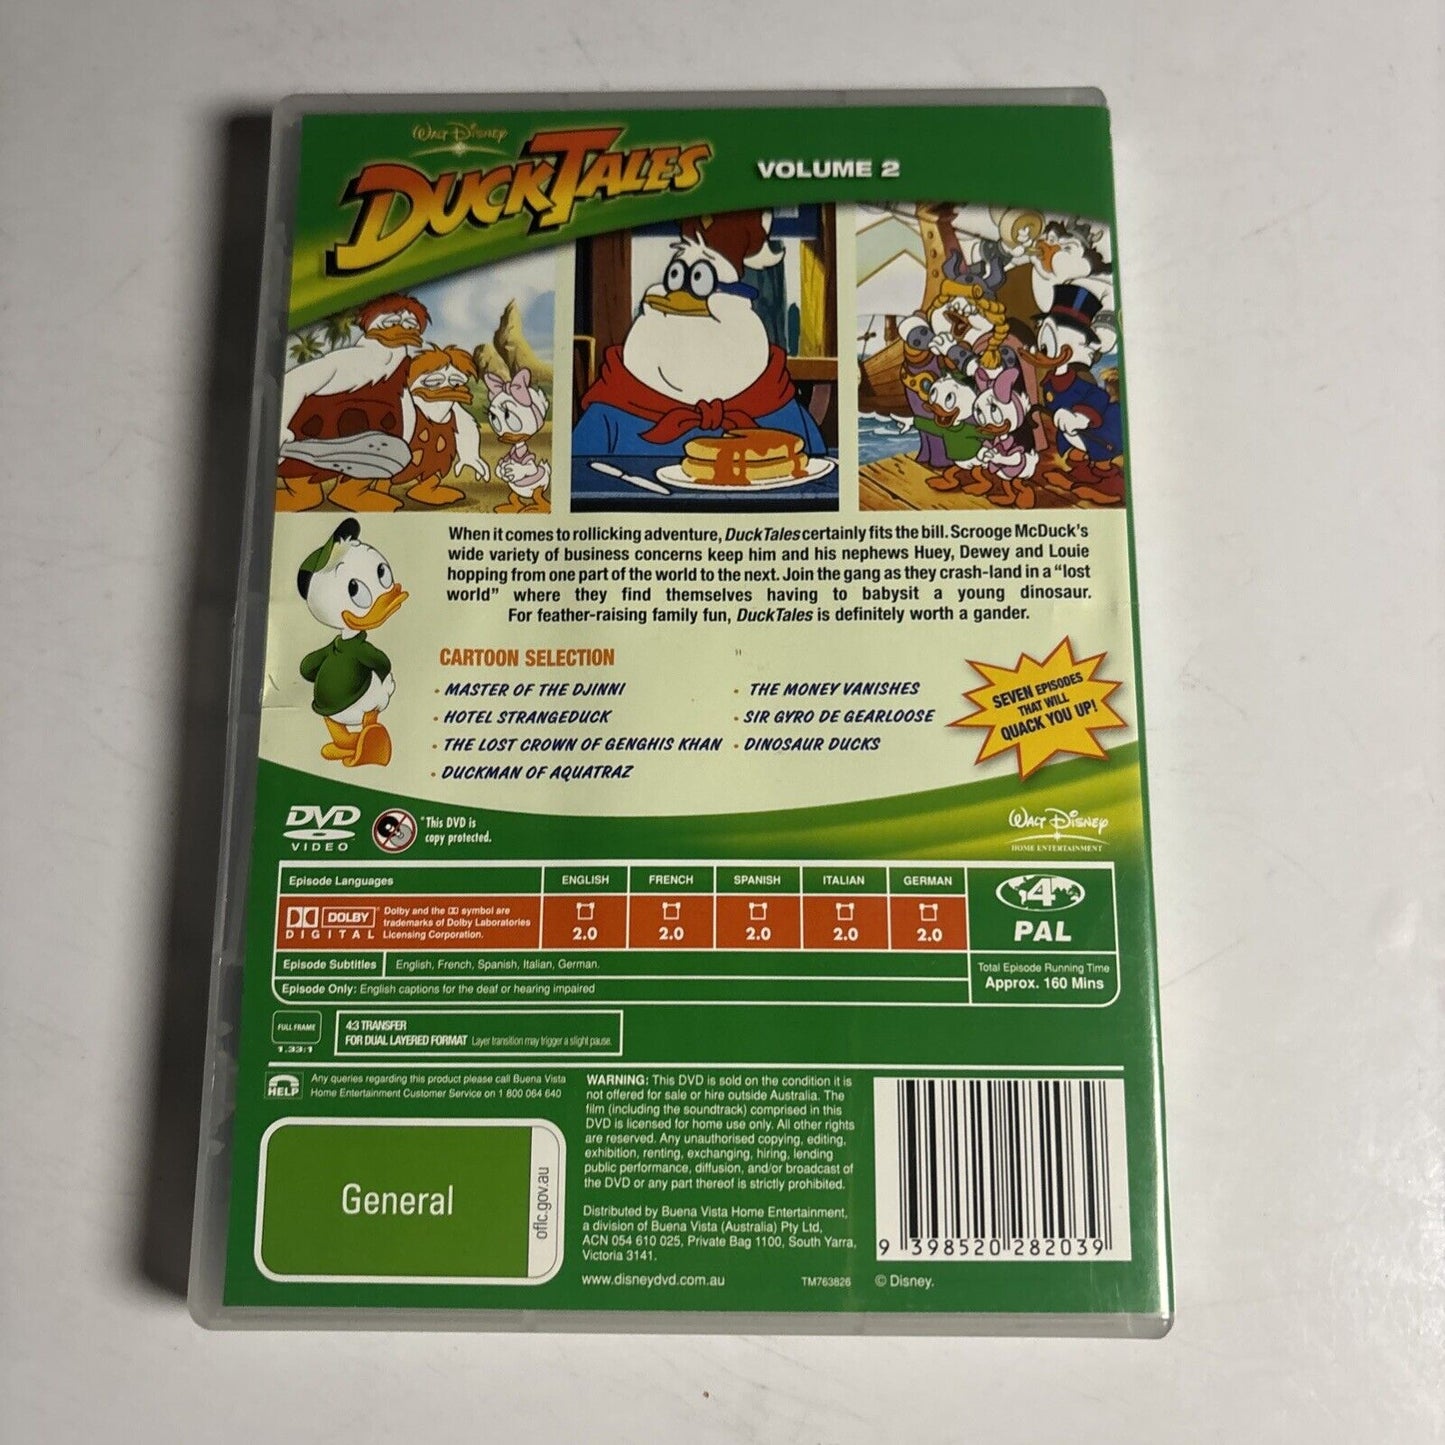 WALT DISNEY
DUCKTALES
VOLUME 2
When it comes to rollicking adventure, DuckTales certainly fits the bill. Scrooge McDuck's
wide variety of business concerns keep him and his nephews Huey, Dewey and Louie
hopping from one part of the world to the next. Join the gang as they crash-land in a “lost
world” where they find themselves having to babysit a young dinosaur.
For feather-raising family fun, DuckTales is definitely worth a gander.
CARTOON SELECTION
• MASTER OF THE DJINNI
• HOTEL STRANGEDUCK
• THE LOST CROWN OF GENGHIS KHAN
• DUCKMAN OF AQUATRAZ
• THE MONEY VANISHES
• SIR GYRO DE GEARLOOSE
• DINOSAUR DUCKS
SEVEN EPISODES
THAT WILL
QUACK YOU UP!
DVD
VIDEO
*This DVD is
copy protected.
WALT DISNEY
HOME ENTERTAINMENT
Episode Languages
ENGLISH FRENCH SPANISH ITALIAN GERMAN
DOLBY
DIGITAL
Dolby and the DD symbol are
trademarks of Dolby Laboratories
Licensing Corporation.
2.0 2.0 2.0 2.0 2.0
4
PAL
Episode Subtitles English, French, Spanish, Italian, German.
Episode Only: English captions for the deaf or hearing impaired
Total Episode Running Time
Approx. 160 Mins
FULL FRAME
1.33:1
4:3 TRANSFER
FOR DUAL LAYERED FORMAT Layer transition may trigger a slight pause.
HELP
Any queries regarding this product please call Buena Vista
Home Entertainment Customer Service on 1 800 064 640
General
oflc.gov.au
WARNING: This DVD is sold on the condition it is
not offered for sale or hire outside Australia. The
film (including the soundtrack) comprised in this
DVD is licensed for home use only. All other rights
are reserved. Any unauthorised copying, editing,
exhibition, renting, exchanging, hiring, lending
public performance, diffusion, and/or broadcast of
the DVD or any part thereof is strictly prohibited.
Distributed by Buena Vista Home Entertainment,
a division of Buena Vista (Australia) Pty Ltd,
ACN 054 610 025, Private Bag 1100, South Yarra,
Victoria 3141.
www.disneydvd.com.au
TM763826
© Disney.
9 398520 282039